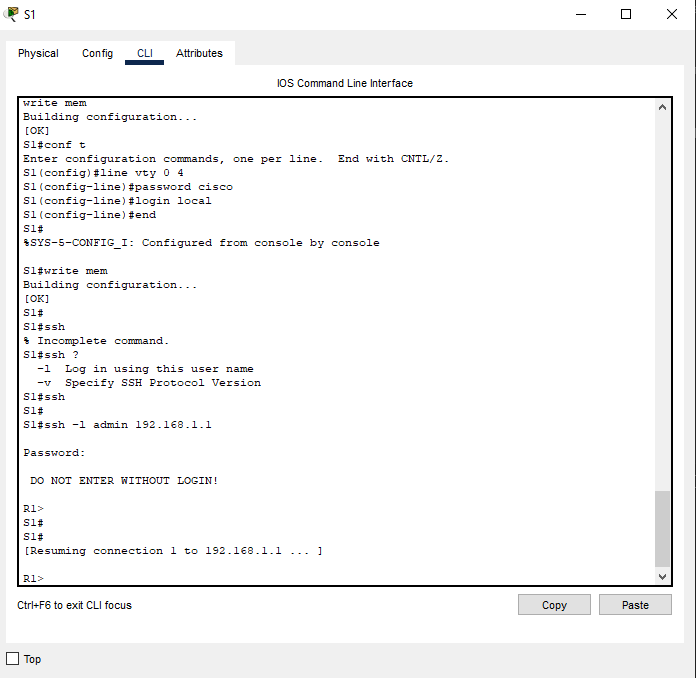 S1
Physical Config CLI Attributes
IOS Command Line Interface
write mem
Building configuration...
[OK]
S1#conf t
Enter configuration commands, one per line.  End with CNTL/Z.
S1(config)#line vty 0 4
S1(config-line)#password cisco
S1(config-line)#login local
S1(config-line)#end
S1#
%SYS-5-CONFIG_I: Configured from console by console
S1#write mem
Building configuration...
[OK]
S1#
S1#ssh
% Incomplete command.
S1#ssh ?
  -l  Log in using this user name
  -v  Specify SSH Protocol Version
S1#ssh
S1#
S1#ssh -l admin 192.168.1.1
Password:
 DO NOT ENTER WITHOUT LOGIN!
R1>
S1#
S1#
[Resuming connection 1 to 192.168.1.1 ... ]
R1>
Ctrl+F6 to exit CLI focus
Copy Paste
Top